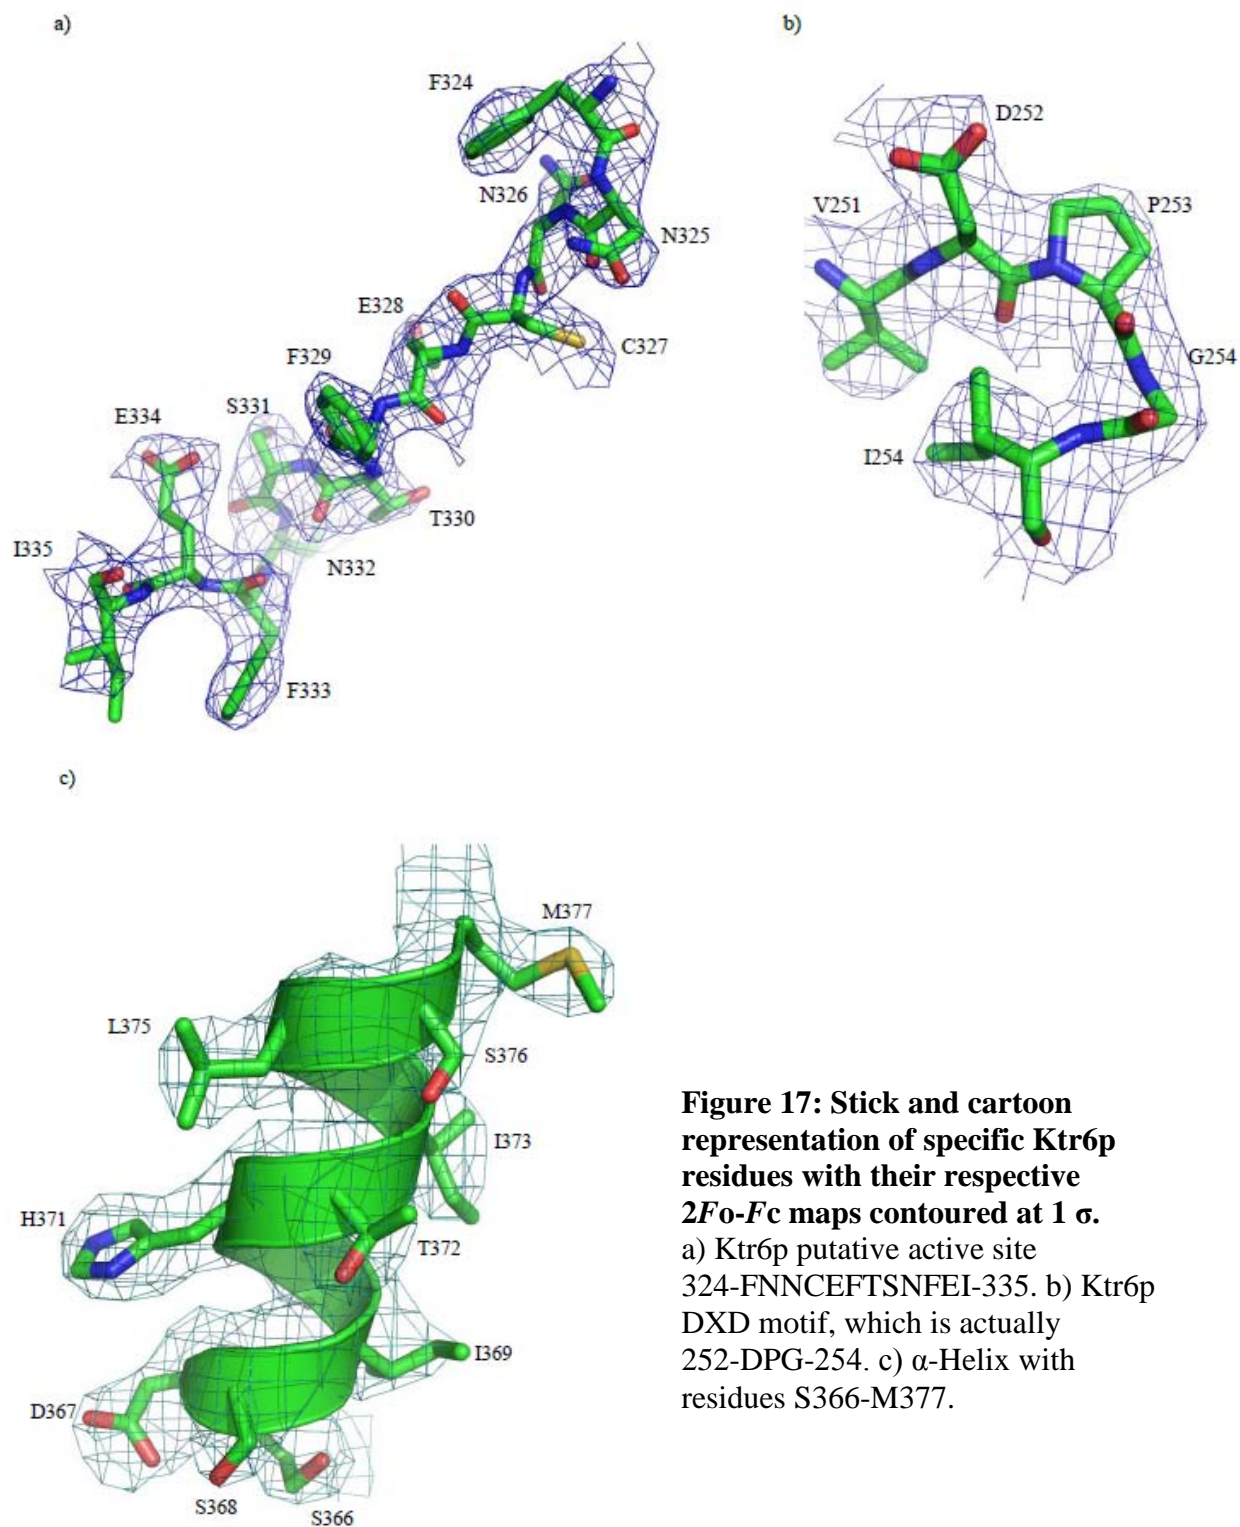 a)
F324
N326
N325
E328
C327
F329
S331
E334
T330
I335
N332
F333
b)
D252
V251
P253
G254
I254
c)
M377
L375
S376
I373
H371
T372
I369
D367
S368
S366
Figure 17: Stick and cartoon
representation of specific Ktr6p
residues with their respective
2Fo-Fc maps contoured at 1 σ.
a) Ktr6p putative active site
324-FNNCEFTSNFEI-335. b) Ktr6p
DXD motif, which is actually
252-DPG-254. c) α-Helix with
residues S366-M377.